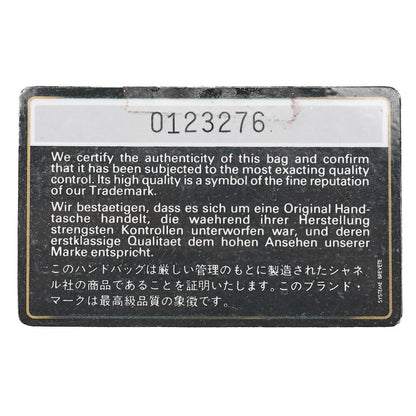 0123276
We certify the authenticity of this bag and confirm
that it has been subjected to the most exacting quality
control. Its high quality is a symbol of the fine reputation
of our Trademark.
Wir bestaetigen, dass es sich um eine Original Hand-
tasche handelt, die waehrend ihrer Herstellung
strengsten Kontrollen unterworfen war, und deren
erstklassige Qualitaet dem hohen Ansehen unserer
Marke entspricht.
このハンドバッグは厳しい管理のもとに製造されたシャネ
ル社の商品であることを証明いたします。このブランド・
マークは最高級品質の象徴です。
SYSTEME BREVETE